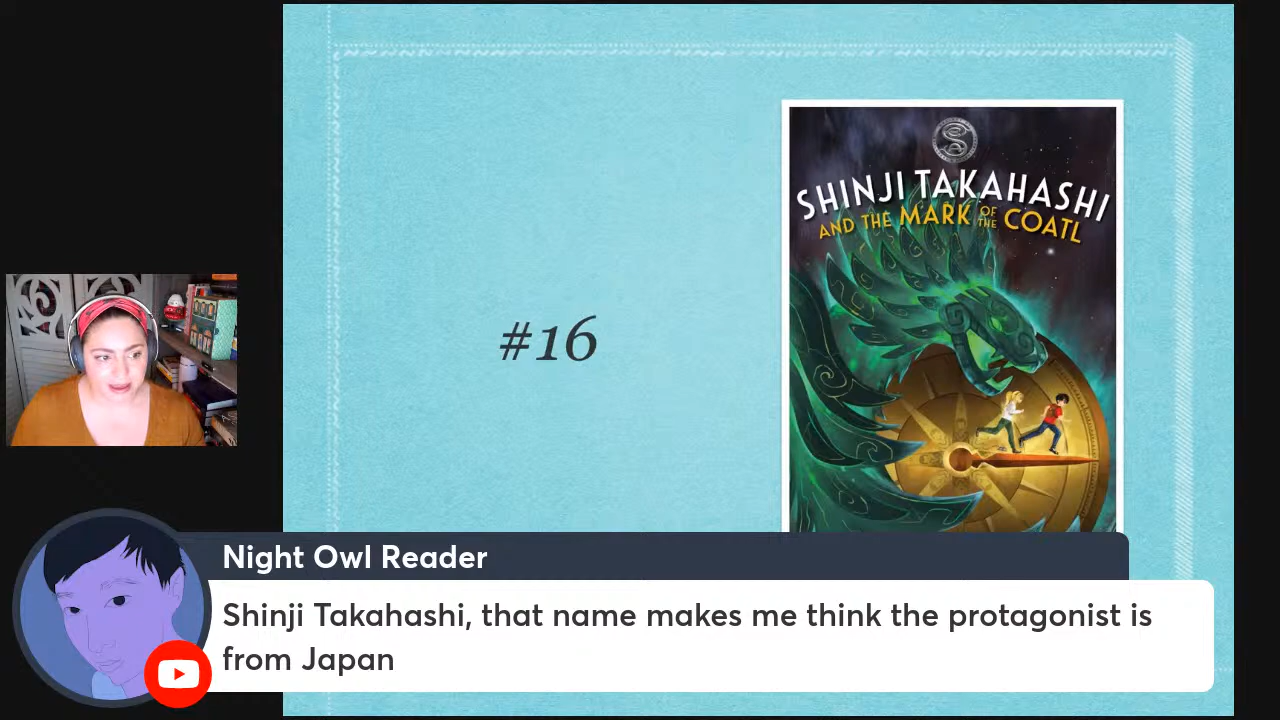 SHINJI TAKAHASHI
AND THE MARK OF THE COATL
#16
Night Owl Reader
Shinji Takahashi, that name makes me think the protagonist is
from Japan